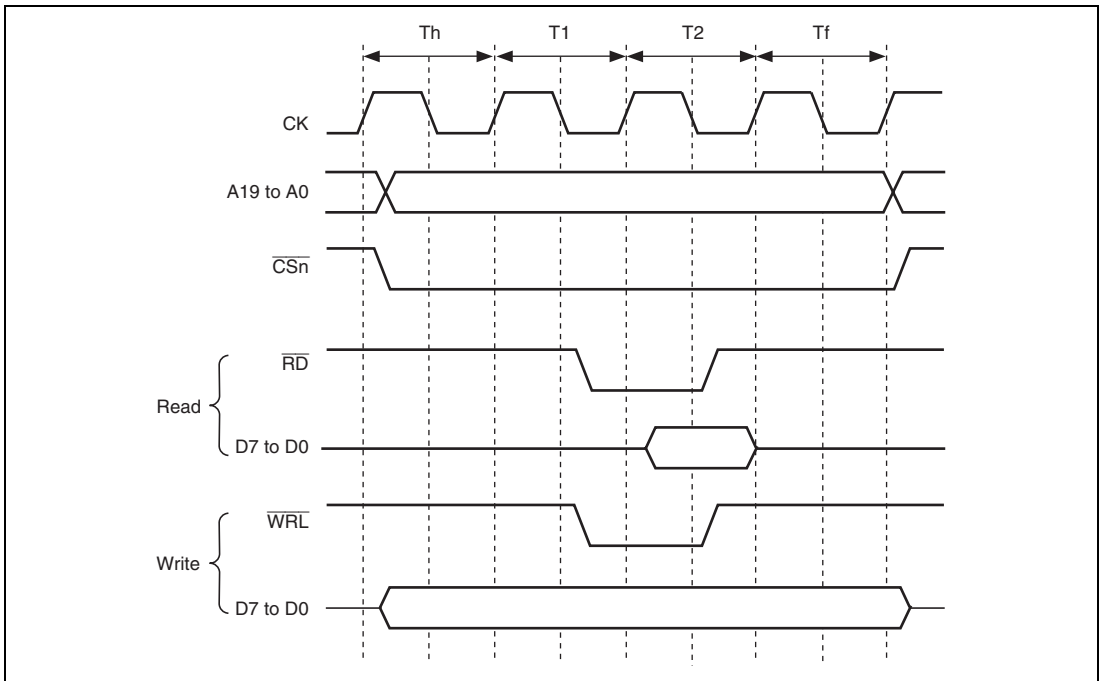 Th T1 T2 Tf
CK
A19 to A0
CSn
RD
Read
D7 to D0
WRL
Write
D7 to D0